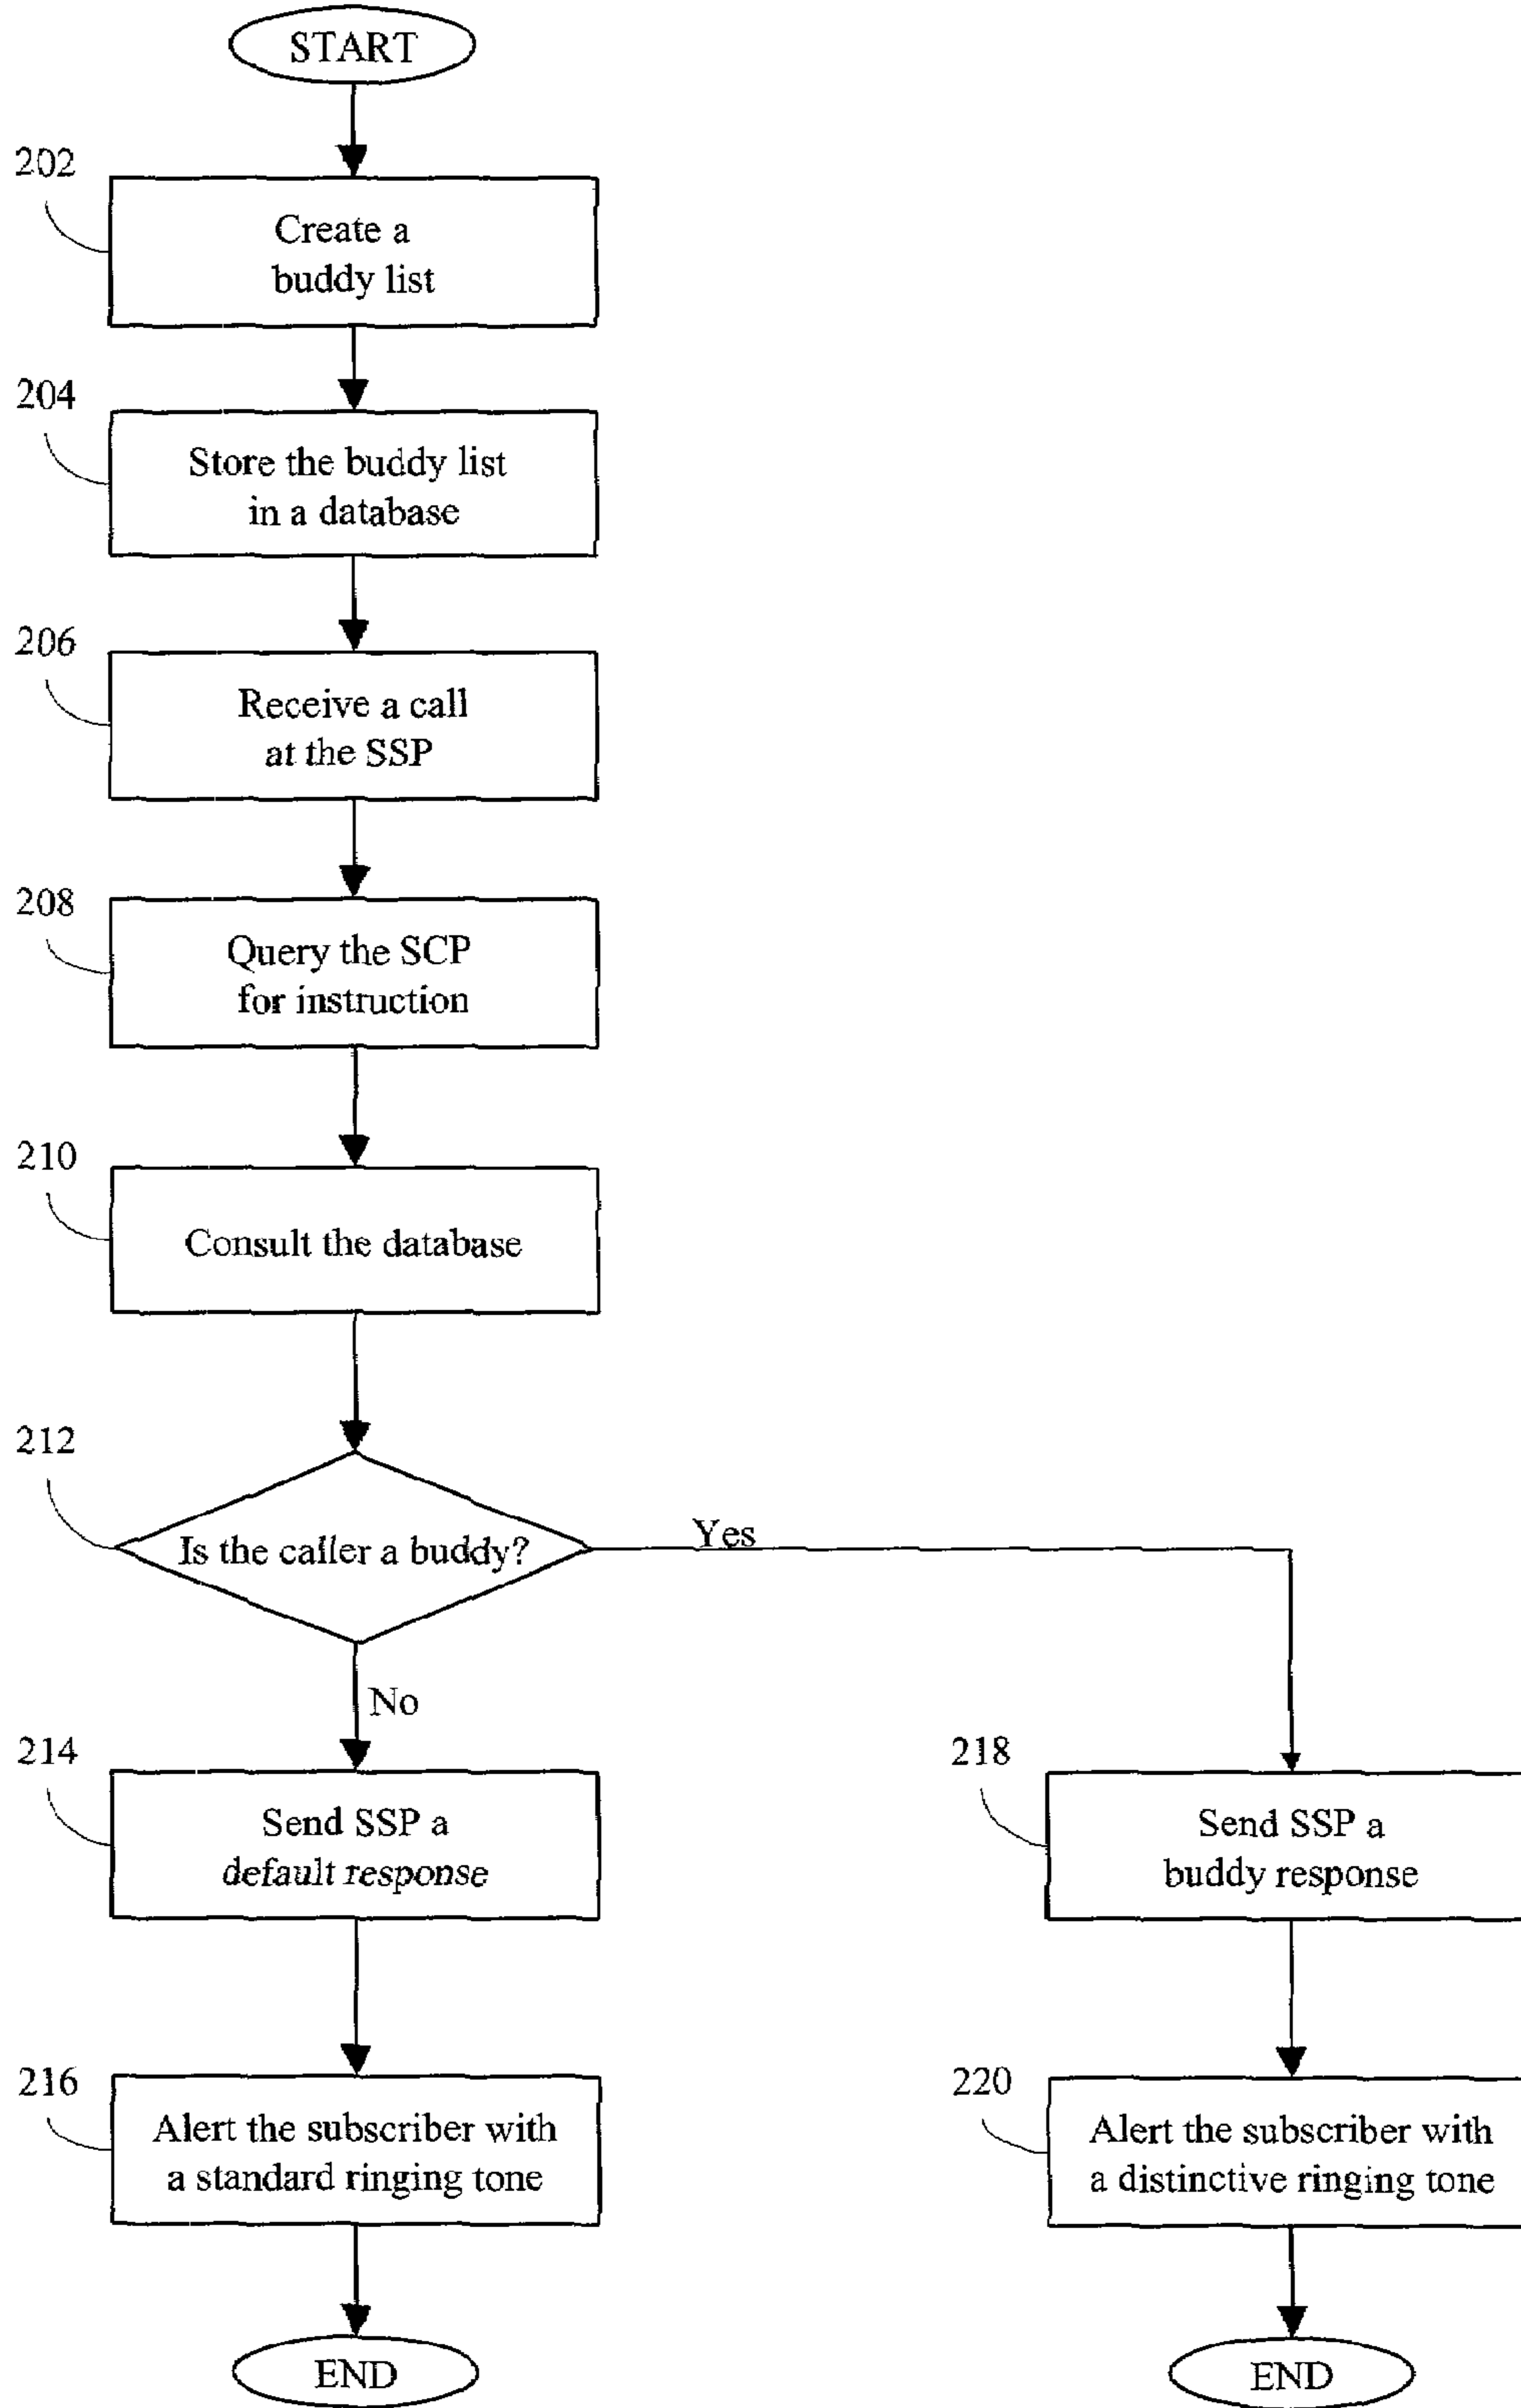 START
202
Create a
buddy list
204
Store the buddy list
in a database
206
Receive a call
at the SSP
208
Query the SCP
for instruction
210
Consult the database
212
Is the caller a buddy?
Yes
No
214
Send SSP a
default response
218
Send SSP a
buddy response
216
Alert the subscriber with
a standard ringing tone
220
Alert the subscriber with
a distinctive ringing tone
END
END